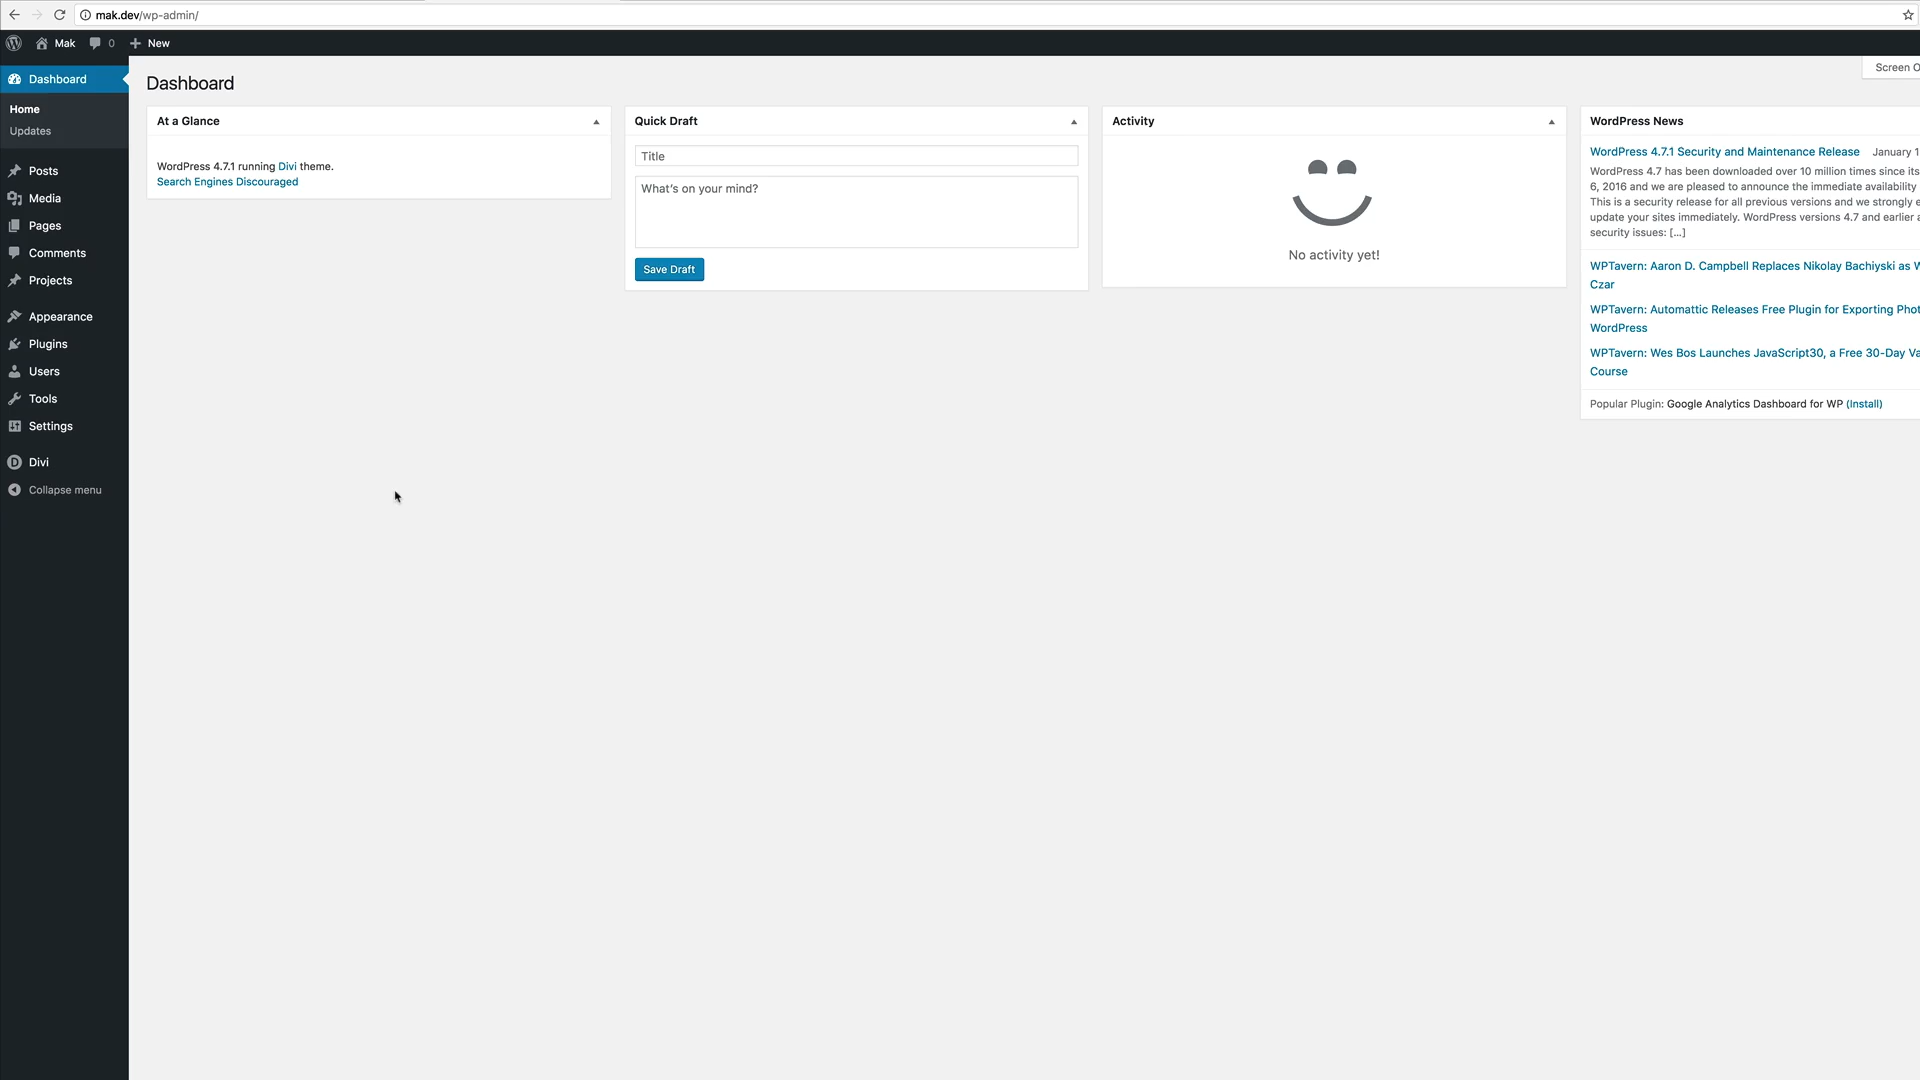 mak.dev/wp-admin/
Mak
0
New
Screen O
Dashboard
Home
Updates
Posts
Media
Pages
Comments
Projects
Appearance
Plugins
Users
Tools
Settings
Divi
Collapse menu
Dashboard
At a Glance
WordPress 4.7.1 running Divi theme.
Search Engines Discouraged
Quick Draft
Title
What's on your mind?
Save Draft
Activity
No activity yet!
WordPress News
WordPress 4.7.1 Security and Maintenance Release January 1
WordPress 4.7 has been downloaded over 10 million times since its
6, 2016 and we are pleased to announce the immediate availability
This is a security release for all previous versions and we strongly e
update your sites immediately. WordPress versions 4.7 and earlier a
security issues: [...]
WPTavern: Aaron D. Campbell Replaces Nikolay Bachiyski as W
Czar
WPTavern: Automattic Releases Free Plugin for Exporting Phot
WordPress
WPTavern: Wes Bos Launches JavaScript30, a Free 30-Day Va
Course
Popular Plugin: Google Analytics Dashboard for WP (Install)